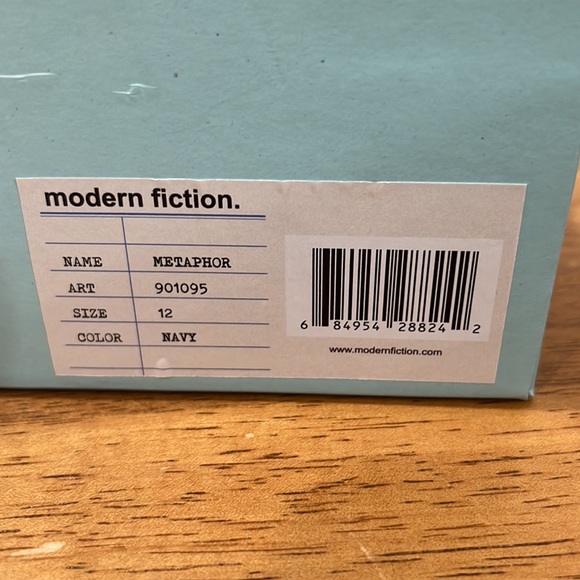 modern fiction.
NAME METAPHOR
ART 901095
SIZE 12
COLOR NAVY
6 84954 28824 2
www.modernfiction.com